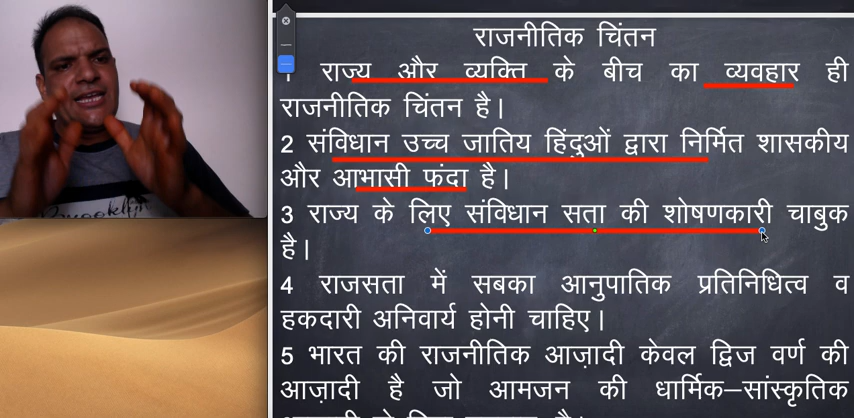 राजनीतिक चिंतन
1 राज्य और व्यक्ति के बीच का व्यवहार ही
राजनीतिक चिंतन है।
2 संविधान उच्च जातिय हिंदुओं द्वारा निर्मित शासकीय
और आभासी फंदा है।
3 राज्य के लिए संविधान सता की शोषणकारी चाबुक
है।
4 राजसता में सबका आनुपातिक प्रतिनिधित्व व
हकदारी अनिवार्य होनी चाहिए।
5 भारत की राजनीतिक आज़ादी केवल द्विज वर्ण की
आज़ादी है जो आमजन की धार्मिक–सांस्कृतिक